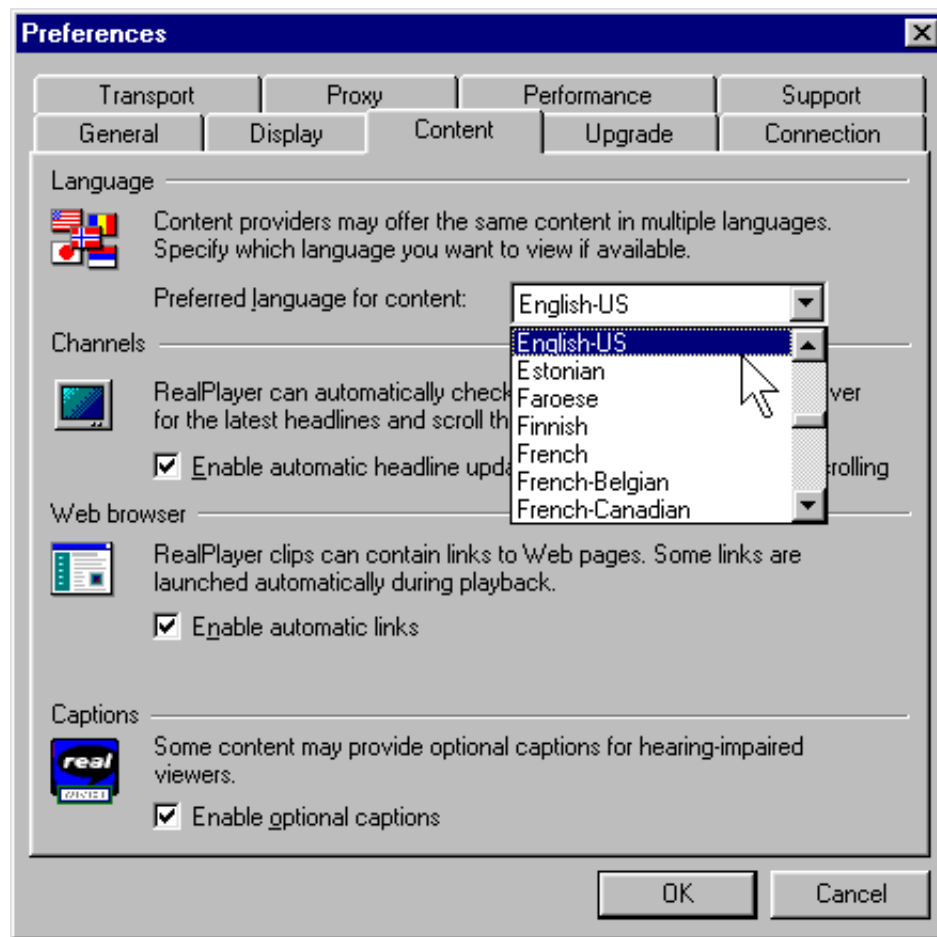 Preferences
Transport Proxy Performance Support
General Display Content Upgrade Connection
Language
Content providers may offer the same content in multiple languages.
Specify which language you want to view if available.
Preferred language for content: English-US
English-US
Estonian
Faroese
Finnish
French
French-Belgian
French-Canadian
Channels
RealPlayer can automatically check ver
for the latest headlines and scroll th
Enable automatic headline upda rolling
Web browser
RealPlayer clips can contain links to Web pages. Some links are
launched automatically during playback.
Enable automatic links
Captions
real
Some content may provide optional captions for hearing-impaired
viewers.
Enable optional captions
OK Cancel